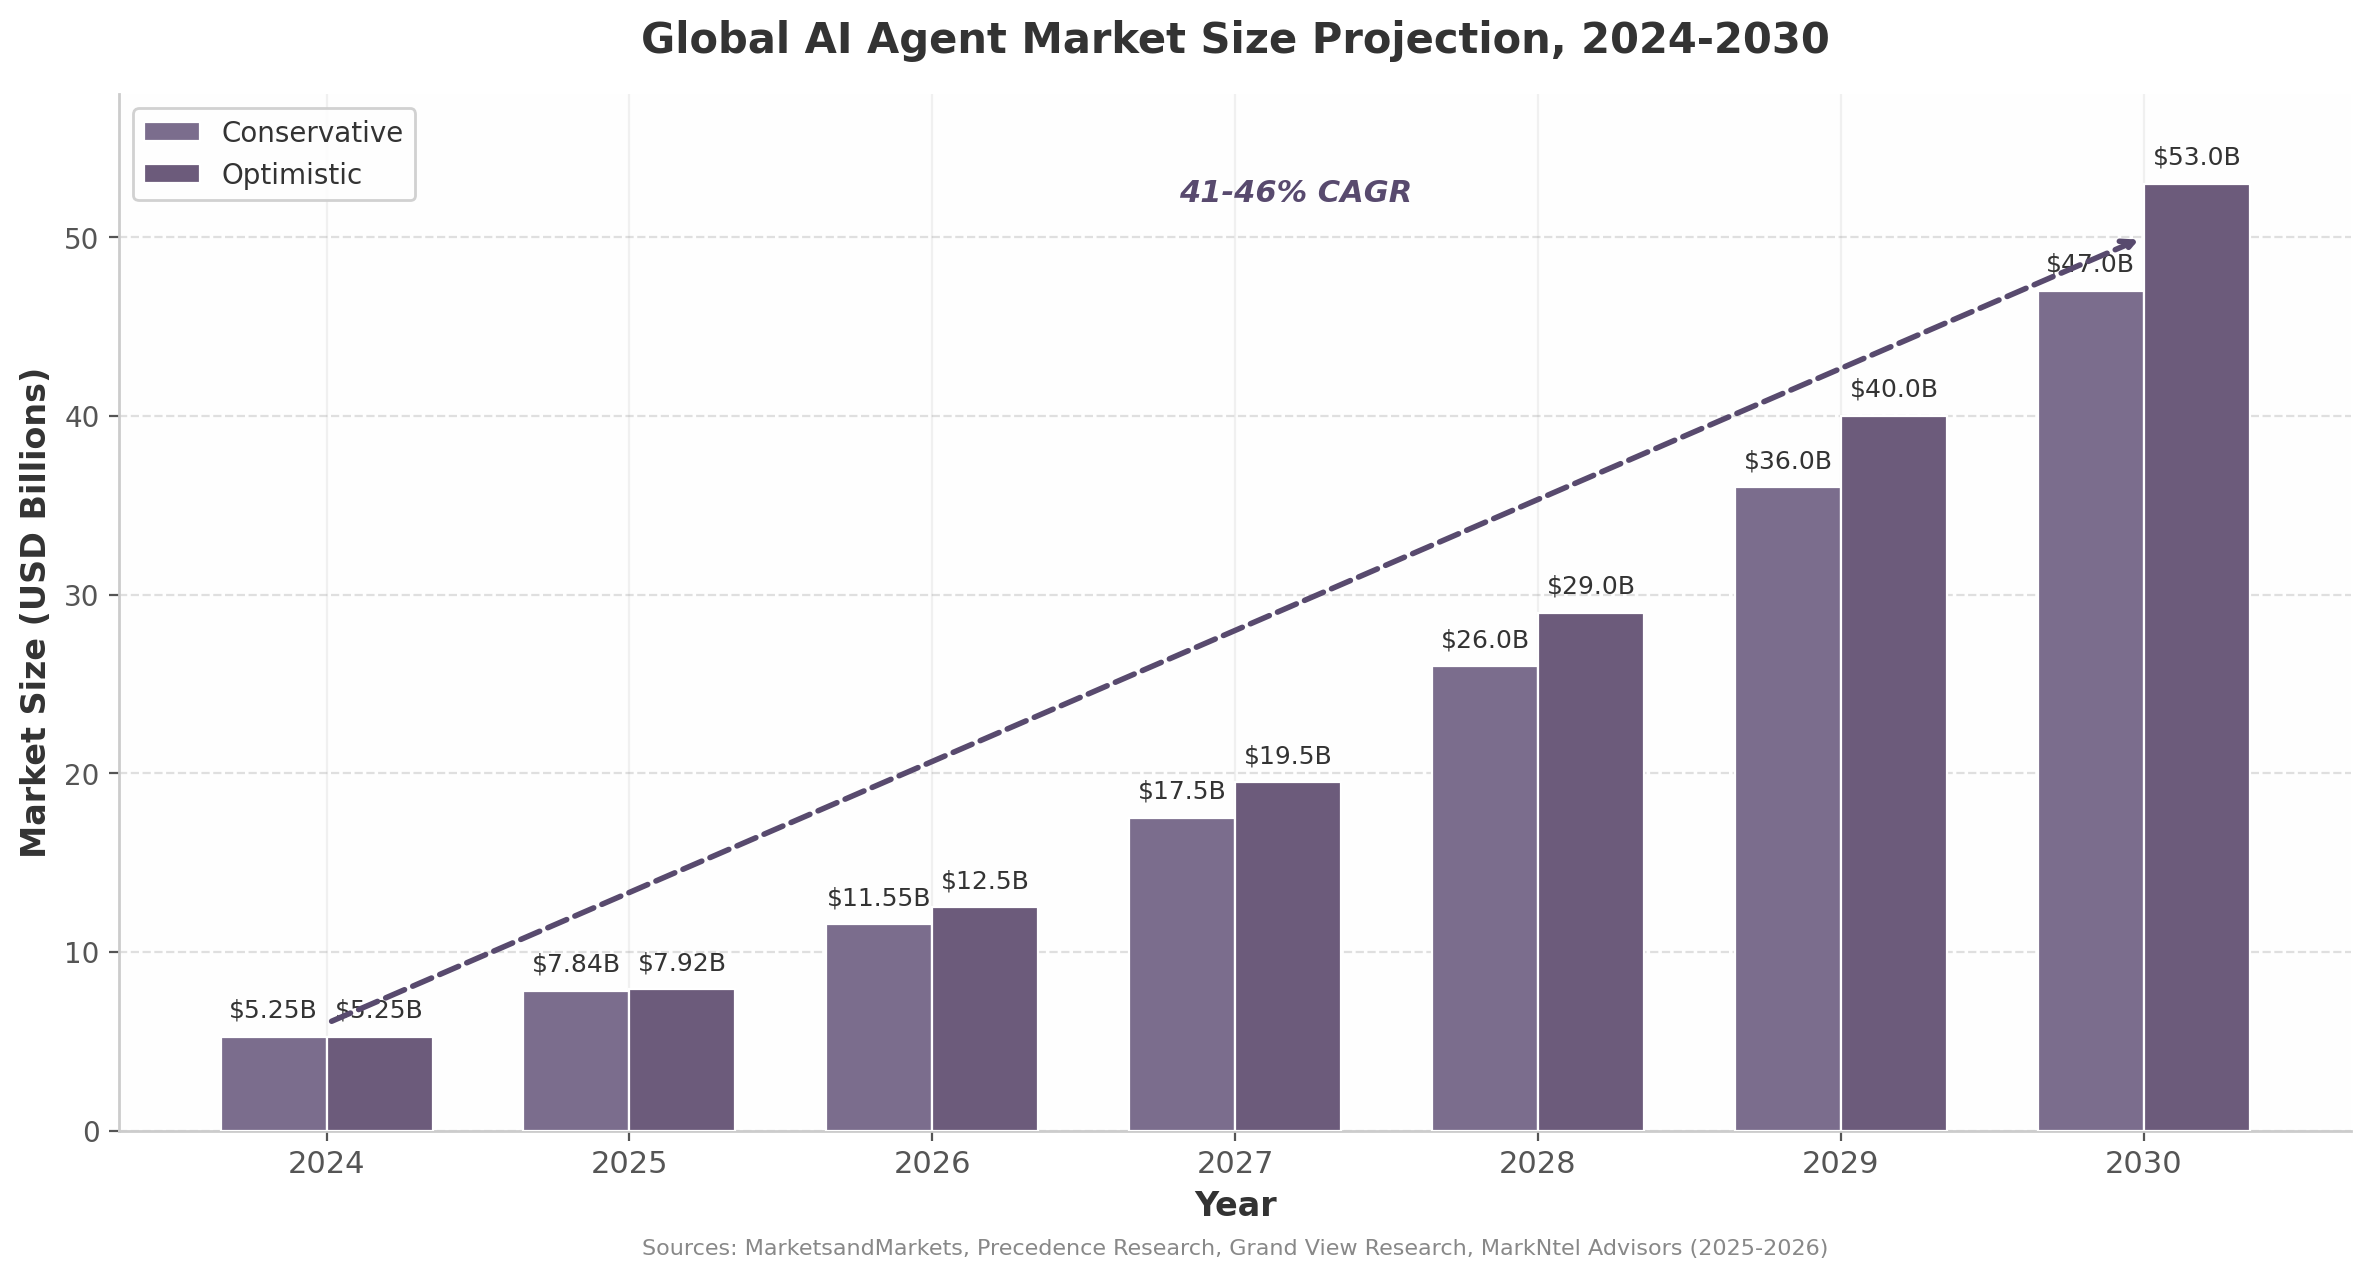 Global AI Agent Market Size Projection, 2024-2030
Conservative
Optimistic
41-46% CAGR
Market Size (USD Billions)
50
40
30
20
10
0
$5.25B
$5.25B
$7.84B
$7.92B
$11.55B
$12.5B
$17.5B
$19.5B
$26.0B
$29.0B
$36.0B
$40.0B
$47.0B
$53.0B
2024
2025
2026
2027
2028
2029
2030
Year
Sources: MarketsandMarkets, Precedence Research, Grand View Research, MarkNtel Advisors (2025-2026)